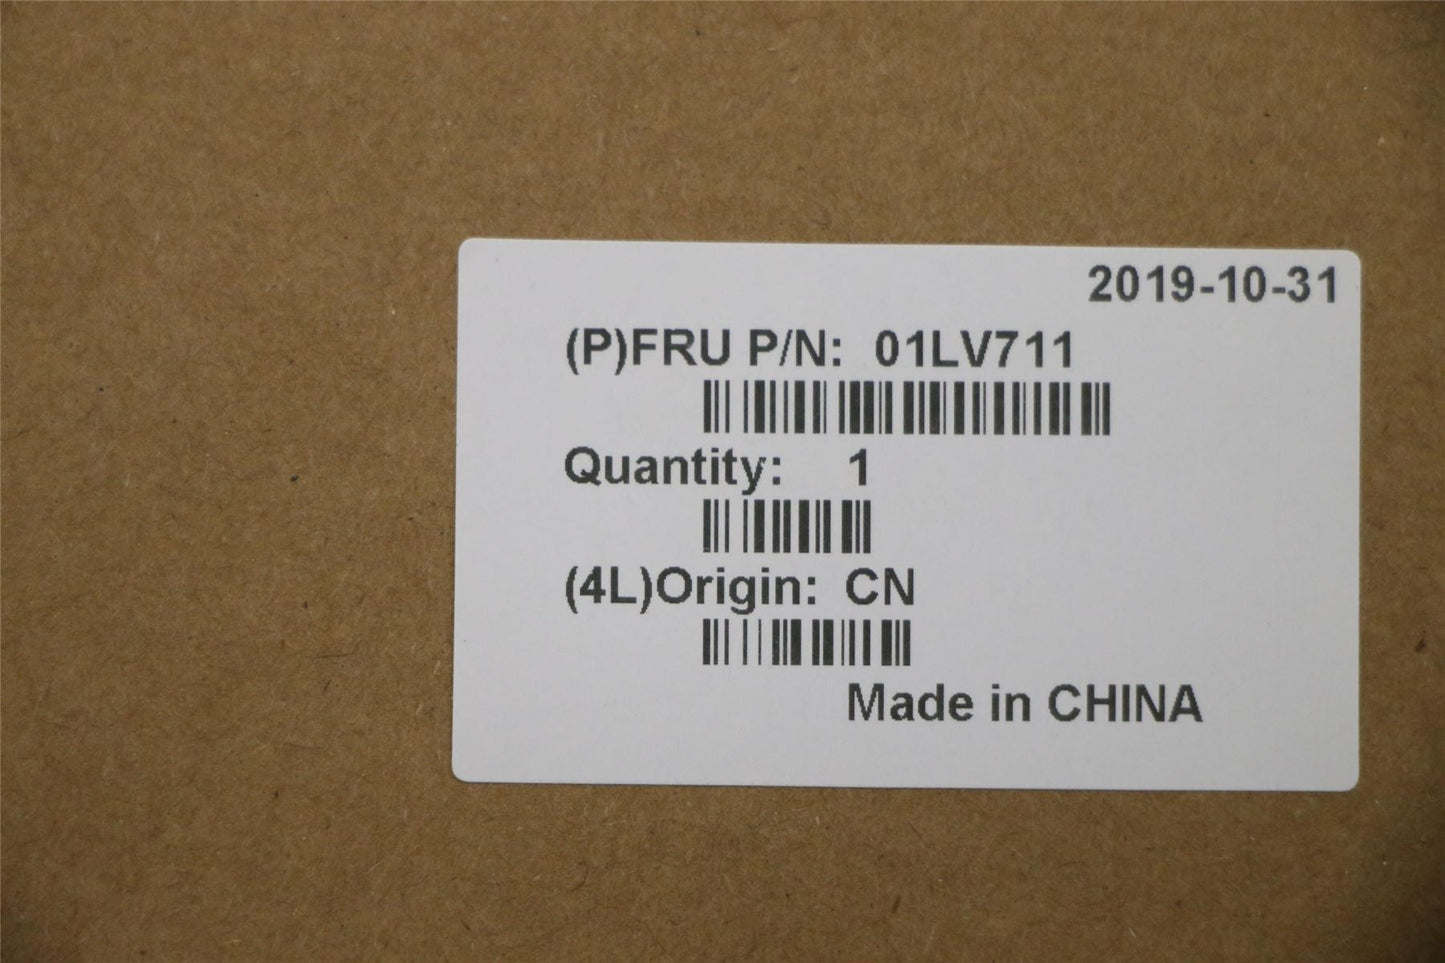 2019-10-31
(P)FRU P/N: 01LV711
Quantity: 1
(4L)Origin: CN
Made in CHINA